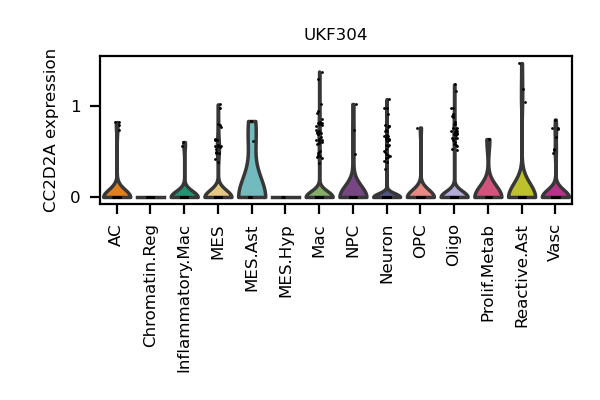 UKF304
CC2D2A expression
1
0
AC
Chromatin.Reg
Inflammatory.Mac
MES
MES.Ast
MES.Hyp
Mac
NPC
Neuron
OPC
Oligo
Prolif.Metab
Reactive.Ast
Vasc